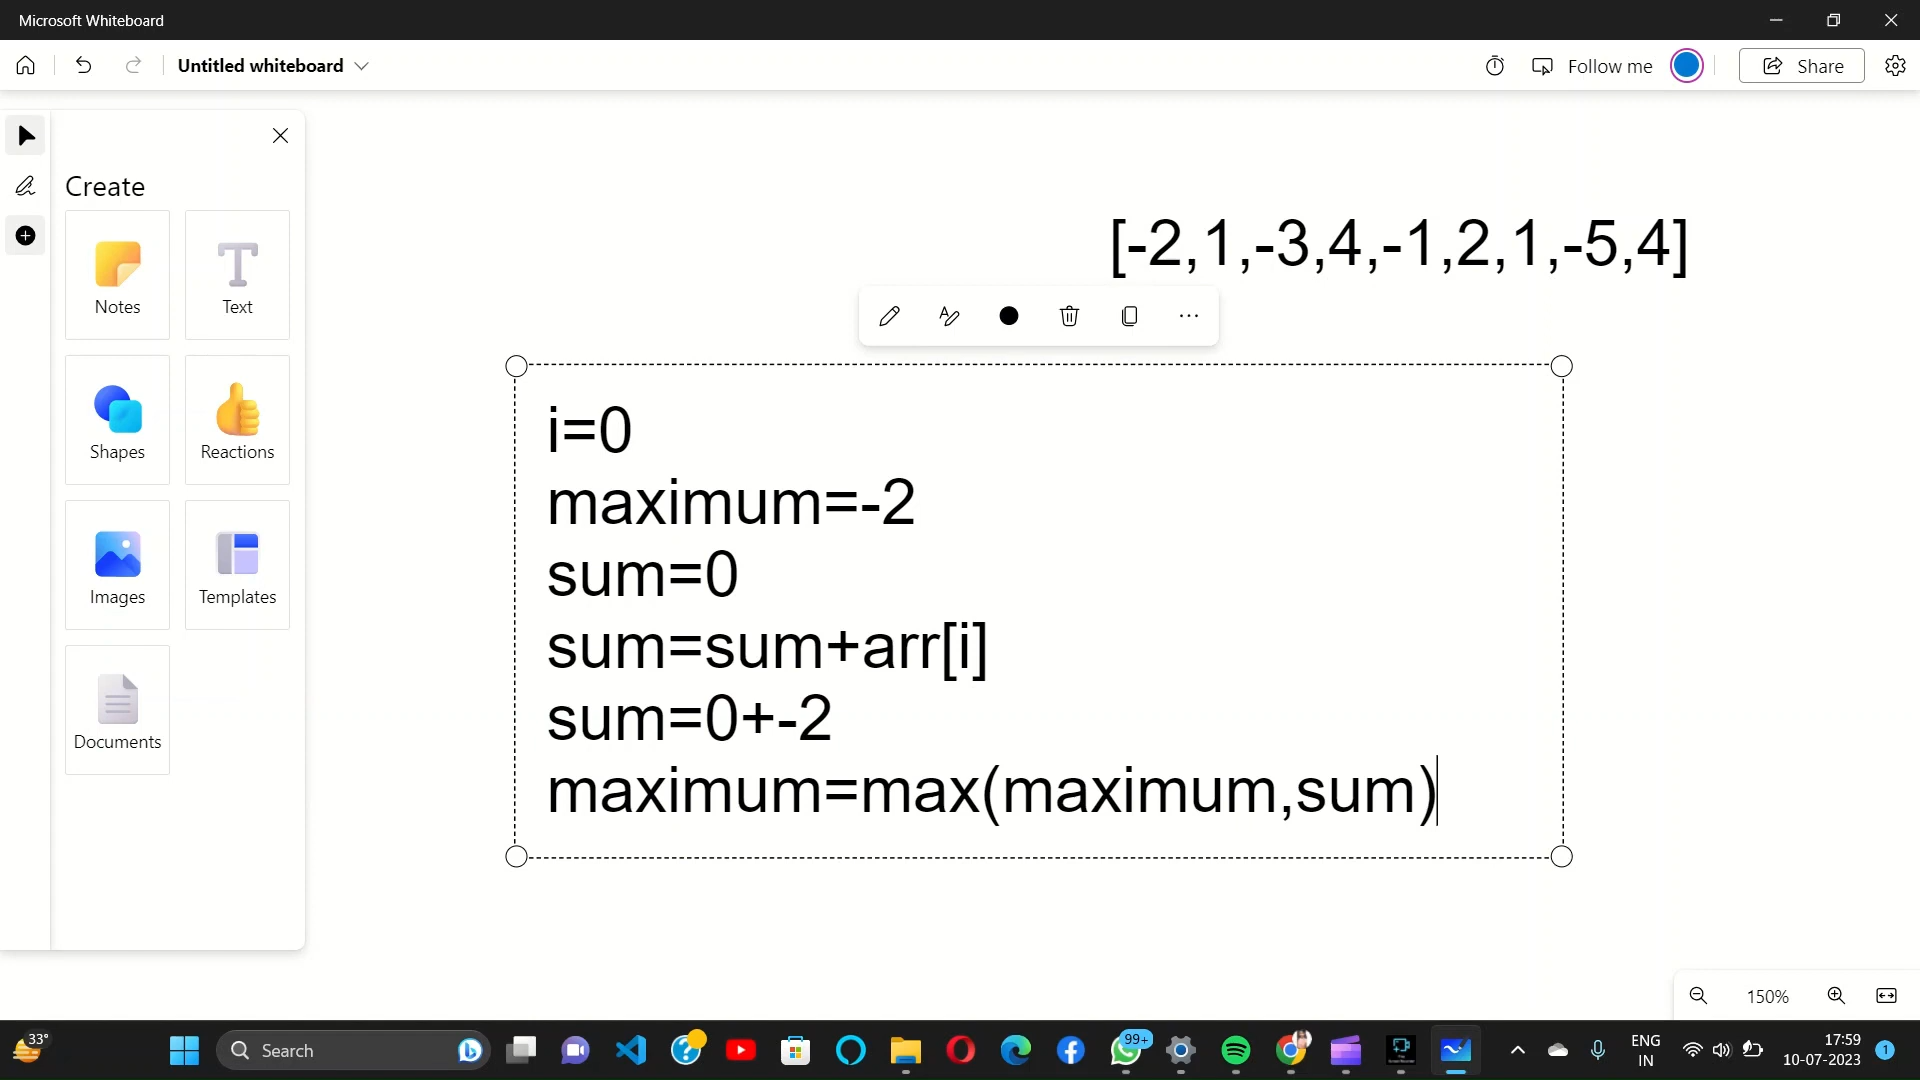 Microsoft Whiteboard
Untitled whiteboard
Follow me
Share
Create
Notes
Text
Shapes
Reactions
Images
Templates
Documents
[-2,1,-3,4,-1,2,1,-5,4]
i=0
maximum=-2
sum=0
sum=sum+arr[i]
sum=0+-2
maximum=max(maximum,sum)
150%
33°
Search
99+
ENG
IN
17:59
10-07-2023
1